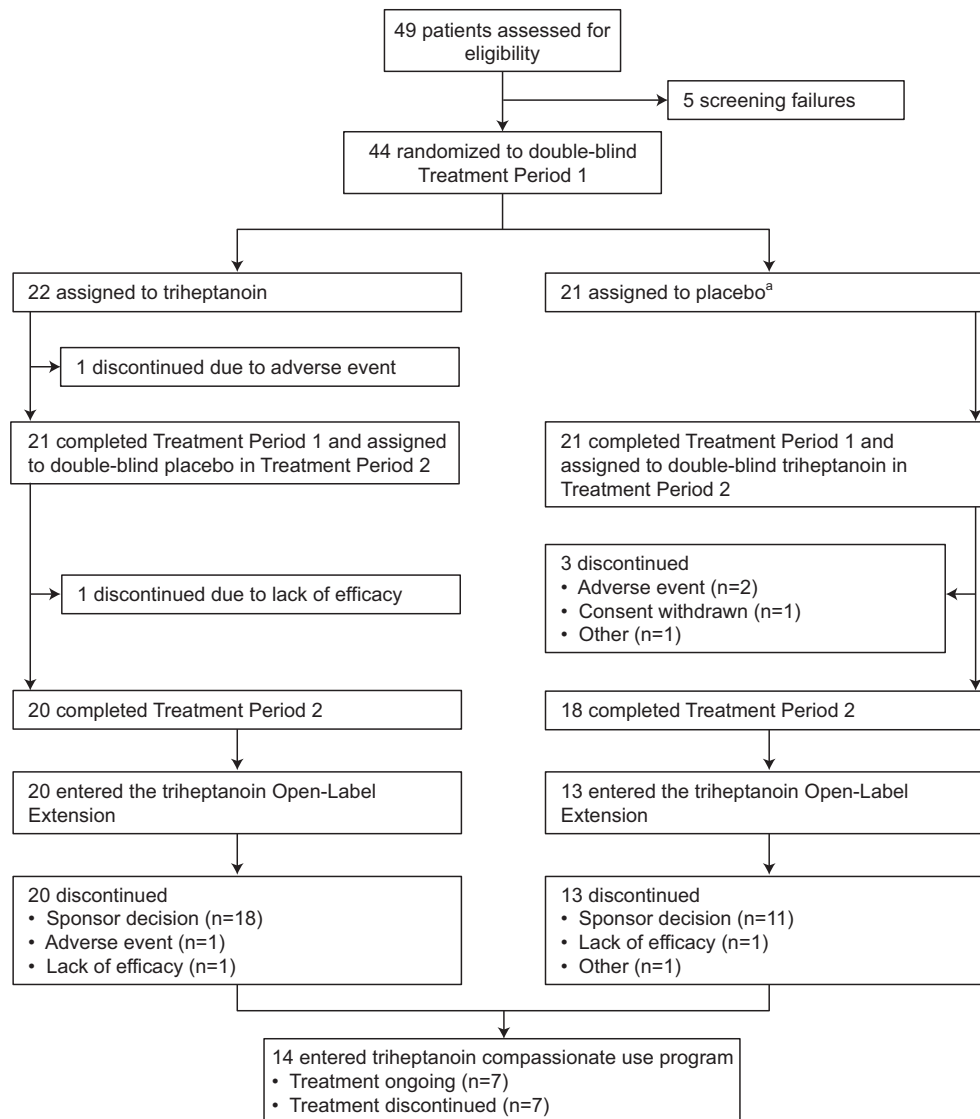 49 patients assessed for
eligibility
5 screening failures
44 randomized to double-blind
Treatment Period 1
22 assigned to triheptanoin
21 assigned to placeboᵃ
1 discontinued due to adverse event
21 completed Treatment Period 1 and assigned
to double-blind placebo in Treatment Period 2
21 completed Treatment Period 1 and
assigned to double-blind triheptanoin in
Treatment Period 2
1 discontinued due to lack of efficacy
3 discontinued
• Adverse event (n=2)
• Consent withdrawn (n=1)
• Other (n=1)
20 completed Treatment Period 2
18 completed Treatment Period 2
20 entered the triheptanoin Open-Label
Extension
13 entered the triheptanoin Open-Label
Extension
20 discontinued
• Sponsor decision (n=18)
• Adverse event (n=1)
• Lack of efficacy (n=1)
13 discontinued
• Sponsor decision (n=11)
• Lack of efficacy (n=1)
• Other (n=1)
14 entered triheptanoin compassionate use program
• Treatment ongoing (n=7)
• Treatment discontinued (n=7)